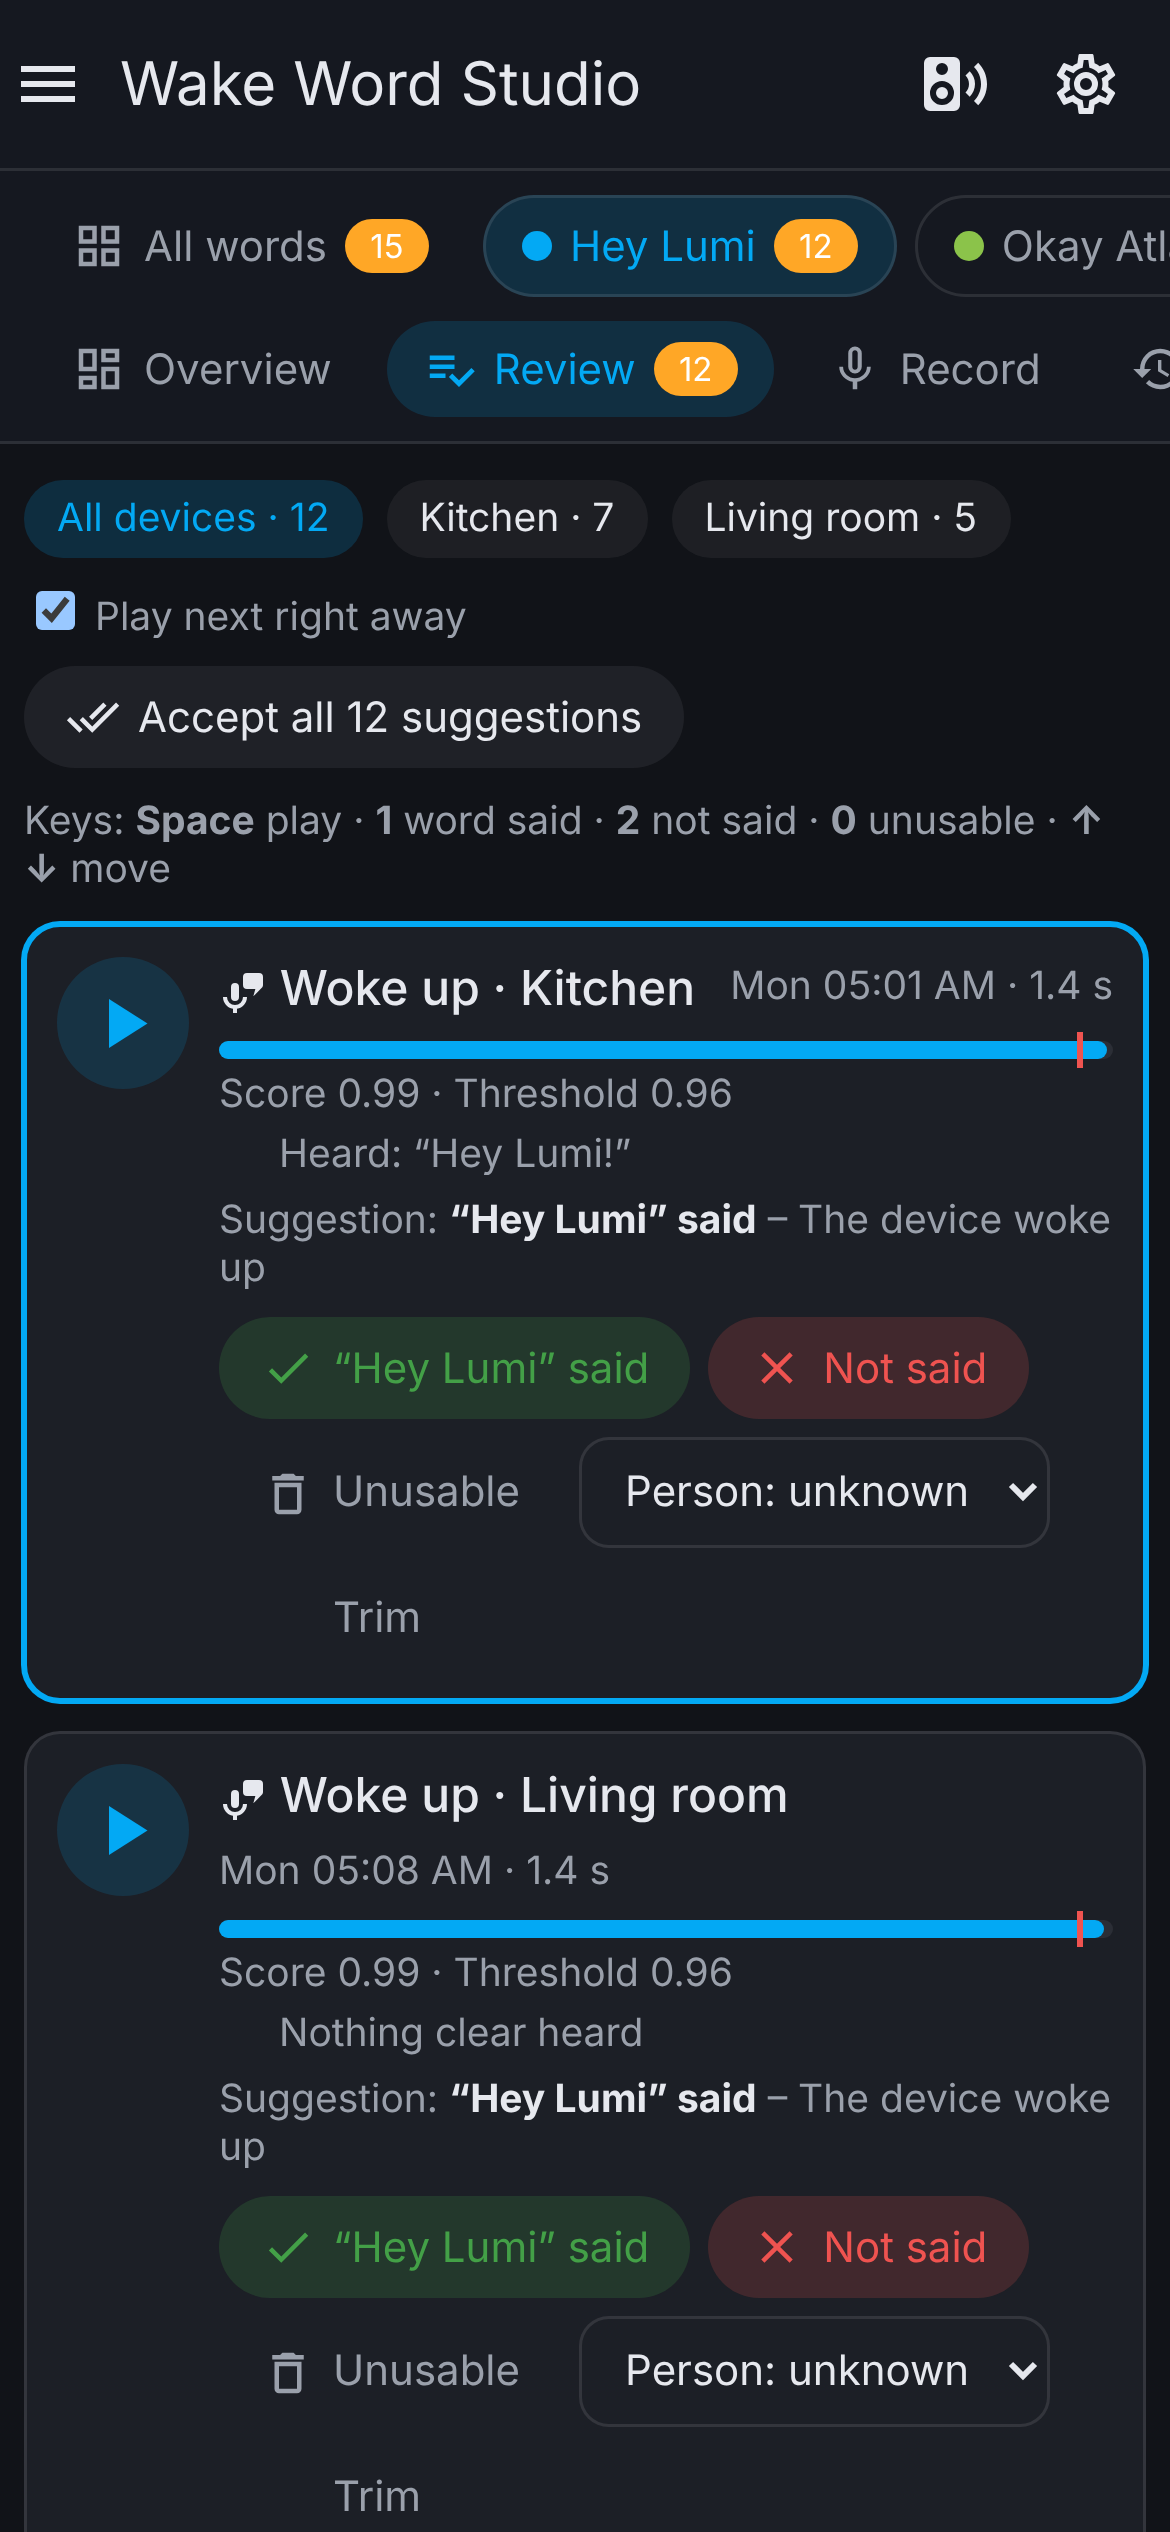 Wake Word Studio
All words 15 Hey Lumi 12 Okay Atl
Overview Review 12 Record
All devices · 12 Kitchen · 7 Living room · 5
Play next right away
Accept all 12 suggestions
Keys: Space play · 1 word said · 2 not said · 0 unusable · ↑
↓ move
Woke up · Kitchen Mon 05:01 AM · 1.4 s
Score 0.99 · Threshold 0.96
Heard: “Hey Lumi!”
Suggestion: “Hey Lumi” said – The device woke
up
“Hey Lumi” said Not said
Unusable Person: unknown
Trim
Woke up · Living room
Mon 05:08 AM · 1.4 s
Score 0.99 · Threshold 0.96
Nothing clear heard
Suggestion: “Hey Lumi” said – The device woke
up
“Hey Lumi” said Not said
Unusable Person: unknown
Trim